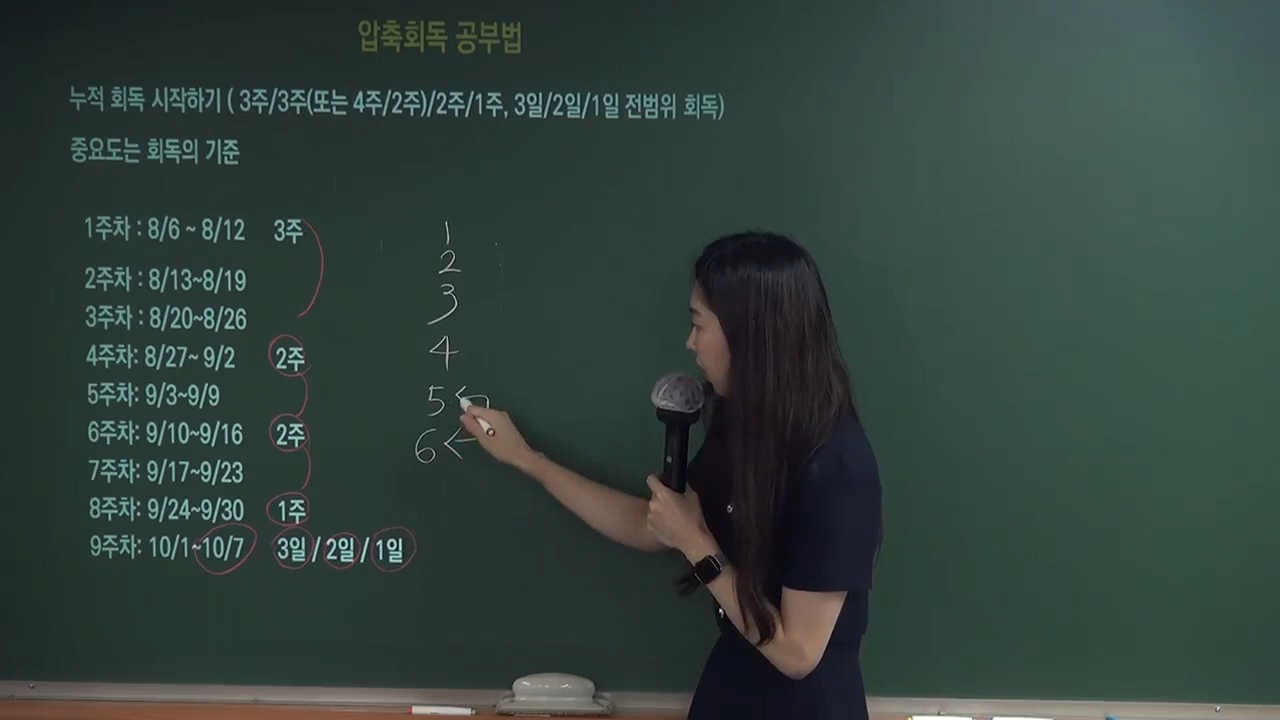 압축회독 공부법
누적 회독 시작하기 ( 3주/3주(또는 4주/2주)/2주/1주, 3일/2일/1일 전범위 회독)
중요도는 회독의 기준
1주차 : 8/6 ~ 8/12 3주
2주차 : 8/13~8/19
3주차 : 8/20~8/26
4주차: 8/27~ 9/2 2주
5주차: 9/3~9/9
6주차: 9/10~9/16 2주
7주차: 9/17~9/23
8주차: 9/24~9/30 1주
9주차: 10/1~10/7 3일 / 2일 / 1일
1
2
3
4
5
6